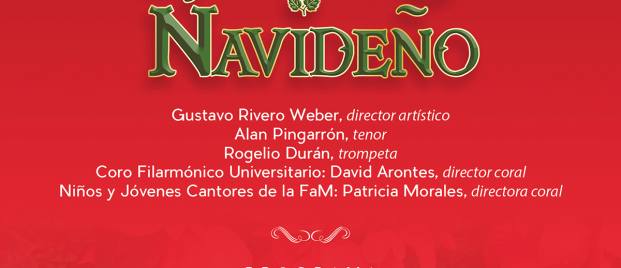 NAVIDEÑO
Gustavo Rivero Weber, director artístico
Alan Pingarrón, tenor
Rogelio Durán, trompeta
Coro Filarmónico Universitario: David Arontes, director coral
Niños y Jóvenes Cantores de la FaM: Patricia Morales, directora coral